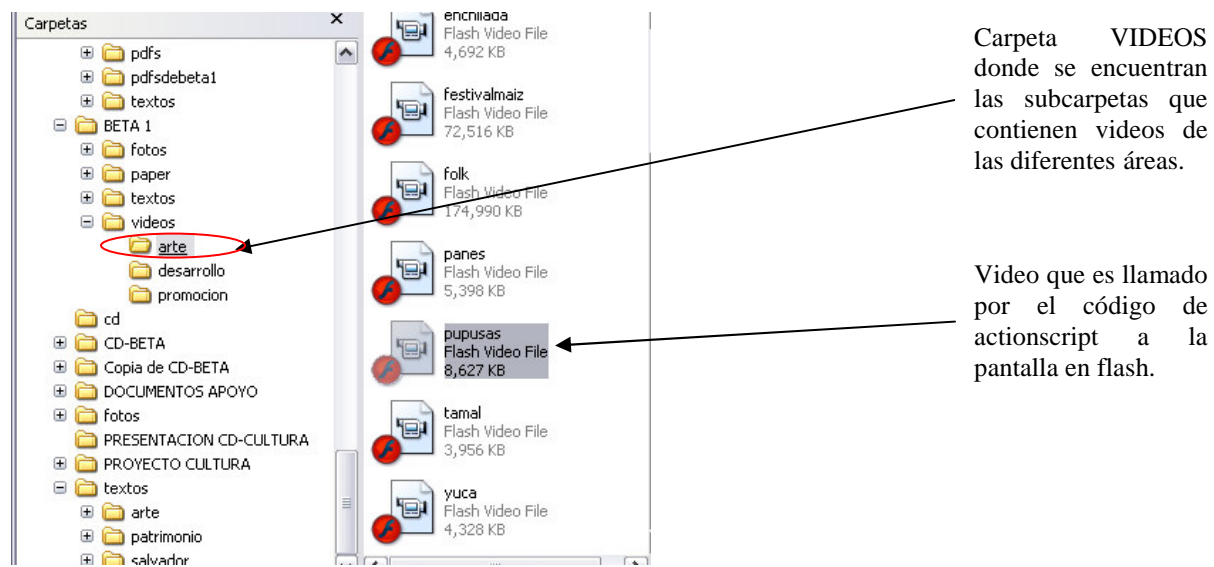 Carpetas
pdfs
pdfsdebeta1
textos
BETA 1
fotos
paper
textos
videos
arte
desarrollo
promocion
cd
CD-BETA
Copia de CD-BETA
DOCUMENTOS APOYO
fotos
PRESENTACION CD-CULTURA
PROYECTO CULTURA
textos
arte
patrimonio
salvador
enchilada
Flash Video File
4,692 KB
festivalmaiz
Flash Video File
72,516 KB
folk
Flash Video File
174,990 KB
panes
Flash Video File
5,398 KB
pupusas
Flash Video File
8,627 KB
tamal
Flash Video File
3,956 KB
yuca
Flash Video File
4,328 KB
Carpeta VIDEOS
donde se encuentran
las subcarpetas que
contienen videos de
las diferentes áreas.
Video que es llamado
por el código de
actionscript a la
pantalla en flash.